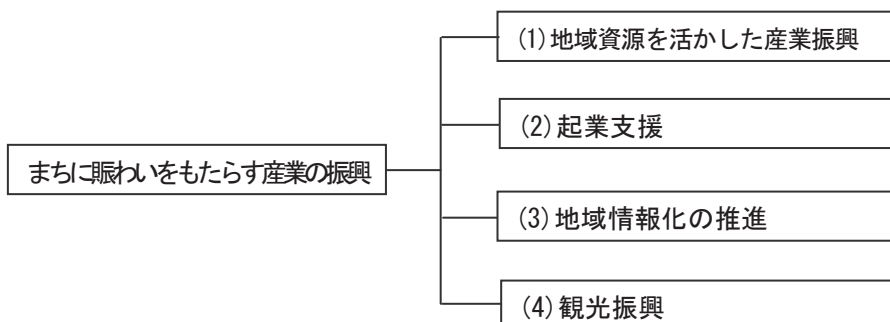 まちに賑わいをもたらす産業の振興
(1)地域資源を活かした産業振興
(2)起業支援
(3)地域情報化の推進
(4)観光振興